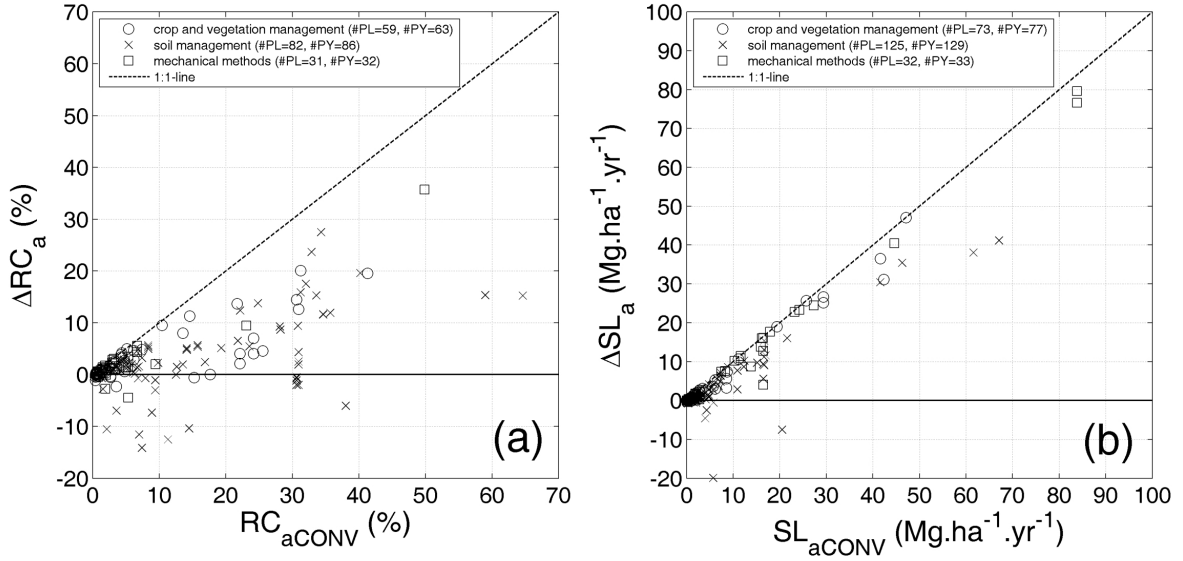 70
60
50
40
30
20
10
0
-10
-20
0 10 20 30 40 50 60 70
ΔRCa (%)
RCaCONV (%)
crop and vegetation management (#PL=59, #PY=63)
soil management (#PL=82, #PY=86)
mechanical methods (#PL=31, #PY=32)
1:1-line
(a)
100
90
80
70
60
50
40
30
20
10
0
-10
-20
0 10 20 30 40 50 60 70 80 90 100
ΔSLa (Mg.ha-1.yr-1)
SLaCONV (Mg.ha-1.yr-1)
crop and vegetation management (#PL=73, #PY=77)
soil management (#PL=125, #PY=129)
mechanical methods (#PL=32, #PY=33)
1:1-line
(b)